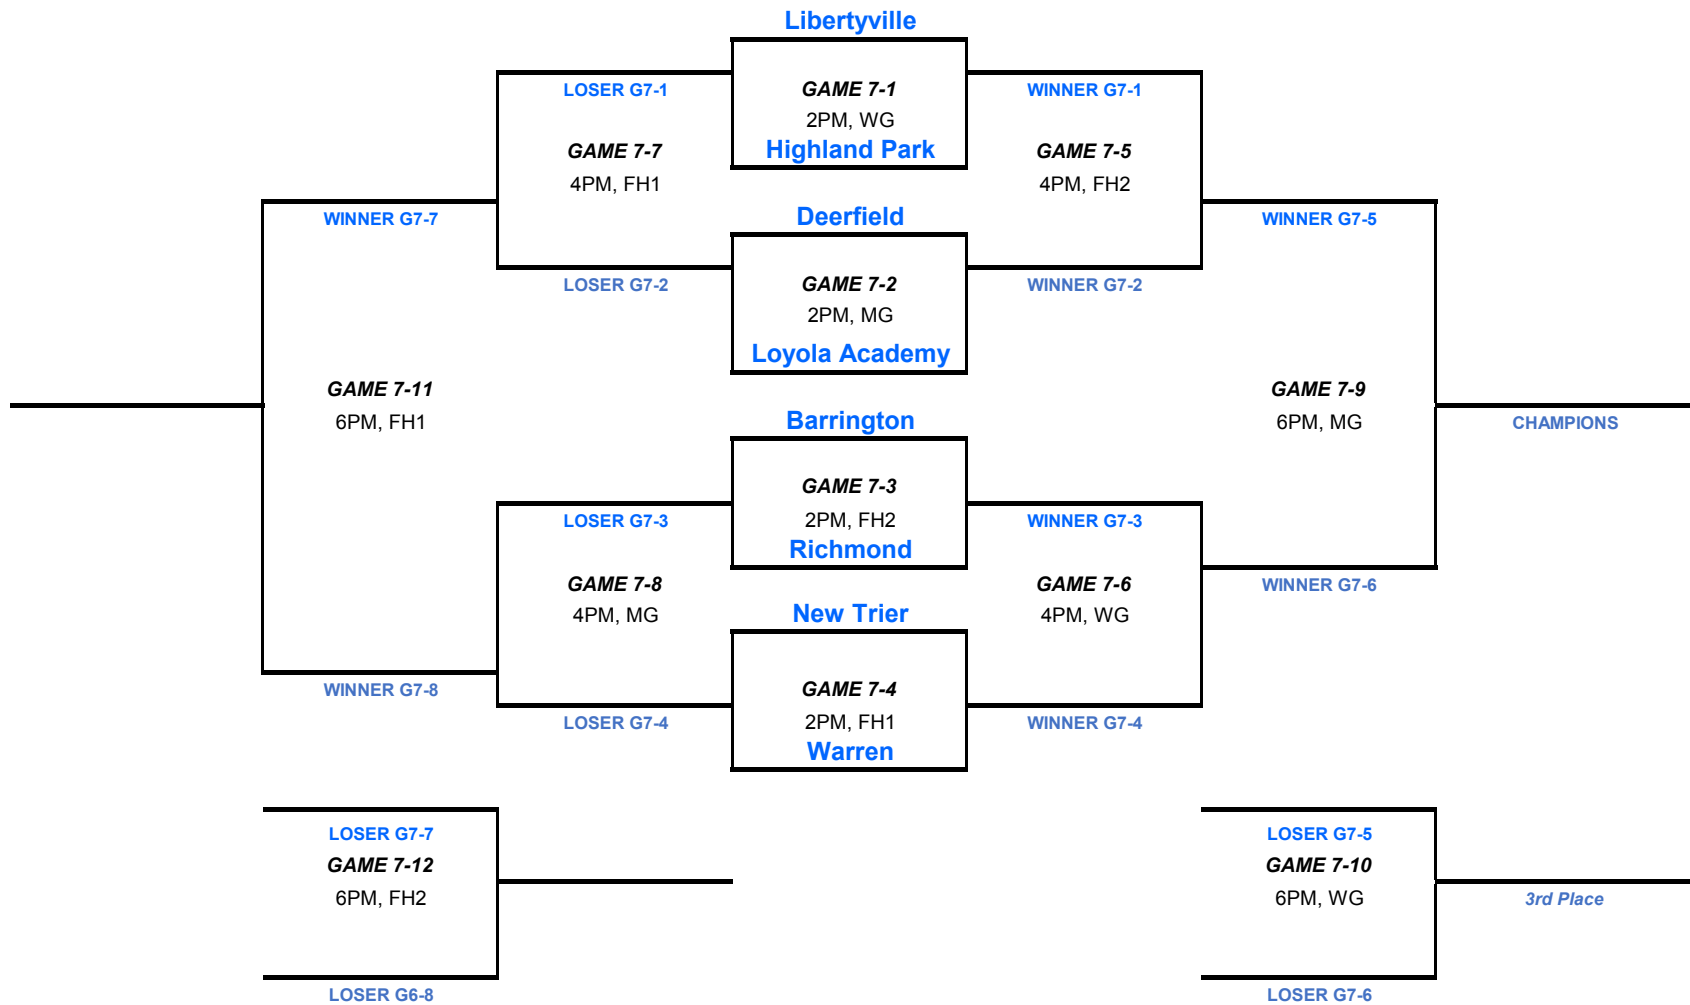 Libertyville
LOSER G7-1
GAME 7-1
WINNER G7-1
2PM, WG
GAME 7-7
Highland Park
GAME 7-5
4PM, FH1
4PM, FH2
WINNER G7-7
Deerfield
WINNER G7-5
LOSER G7-2
GAME 7-2
WINNER G7-2
2PM, MG
Loyola Academy
GAME 7-11
GAME 7-9
6PM, FH1
Barrington
6PM, MG
CHAMPIONS
GAME 7-3
LOSER G7-3
2PM, FH2
WINNER G7-3
Richmond
GAME 7-8
GAME 7-6
WINNER G7-6
4PM, MG
New Trier
4PM, WG
WINNER G7-8
GAME 7-4
LOSER G7-4
2PM, FH1
WINNER G7-4
Warren
LOSER G7-7
LOSER G7-5
GAME 7-12
GAME 7-10
6PM, FH2
6PM, WG
3rd Place
LOSER G6-8
LOSER G7-6